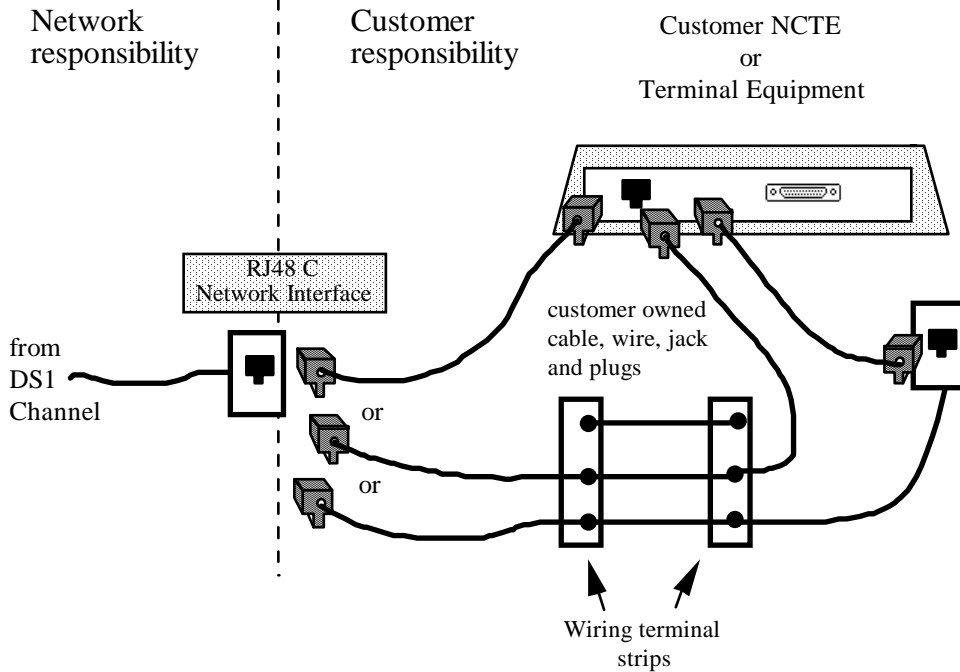 Network
responsibility
Customer
responsibility
Customer NCTE
or
Terminal Equipment
RJ48 C
Network Interface
customer owned
cable, wire, jack
and plugs
from
DS1
Channel
or
or
Wiring terminal
strips